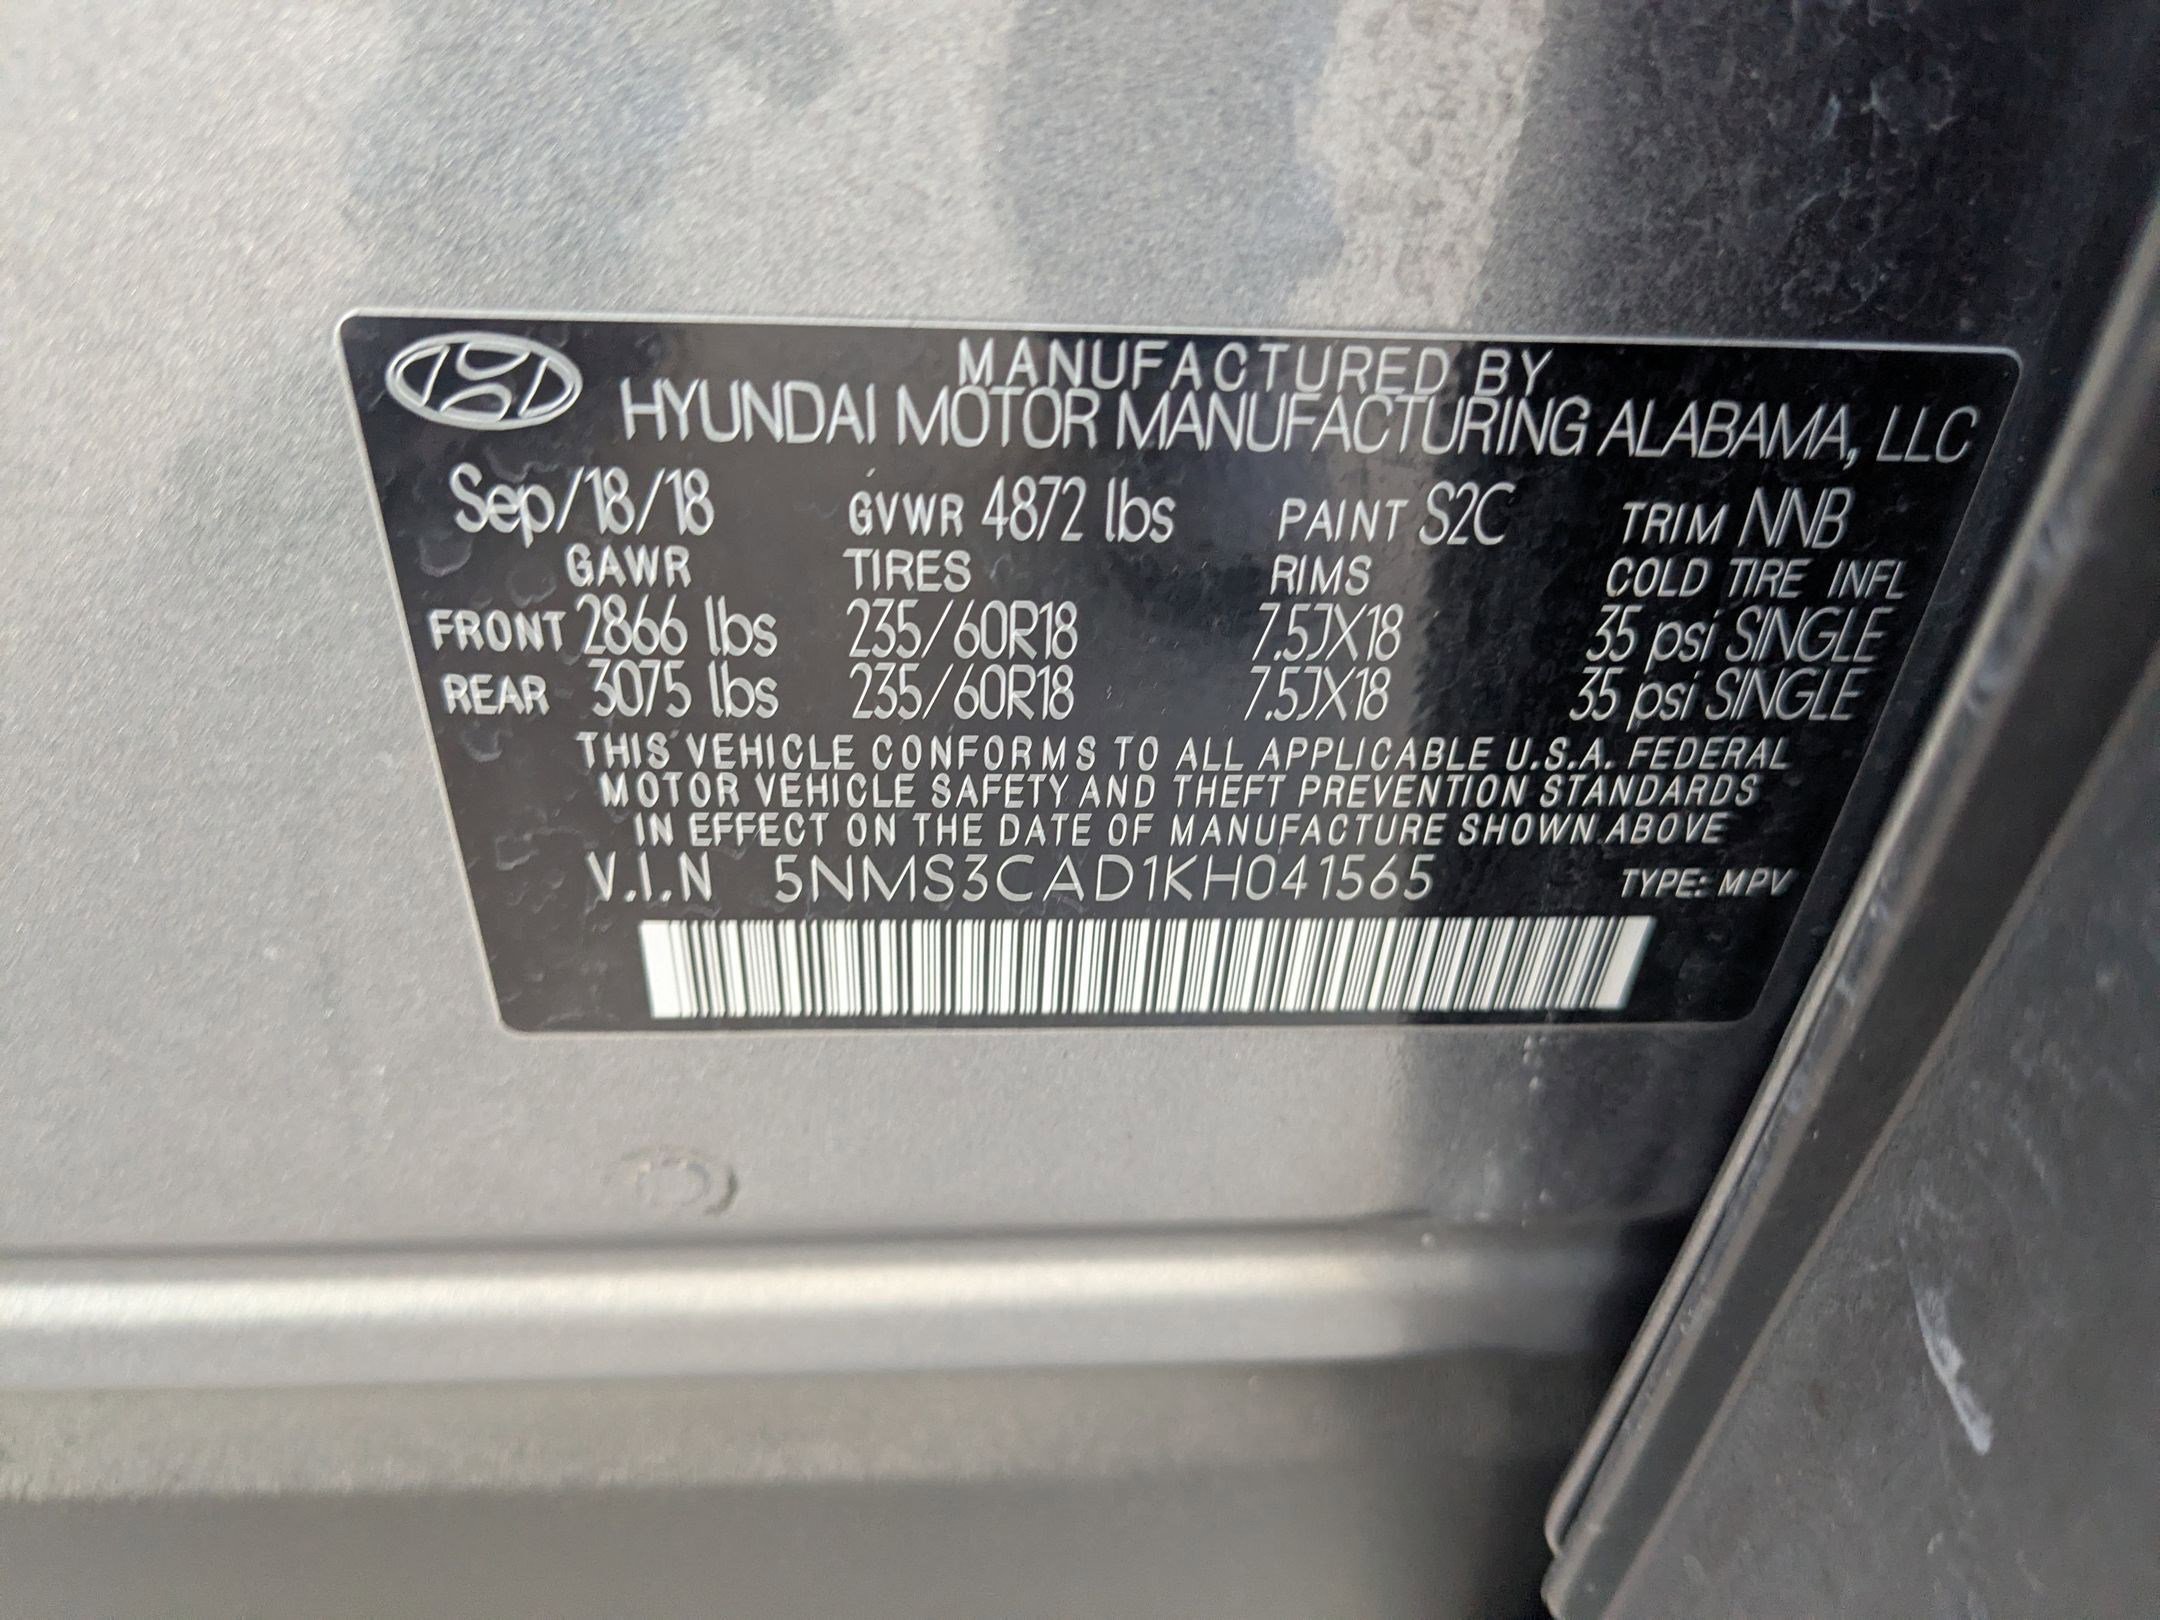 MANUFACTURED BY
HYUNDAI MOTOR MANUFACTURING ALABAMA, LLC
Sep/18/18 GVWR 4872 lbs PAINT S2C TRIM NNB
GAWR TIRES RIMS COLD TIRE INFL
FRONT 2866 lbs 235/60R18 7.5JX18 35 psi SINGLE
REAR 3075 lbs 235/60R18 7.5JX18 35 psi SINGLE
THIS VEHICLE CONFORMS TO ALL APPLICABLE U.S.A. FEDERAL
MOTOR VEHICLE SAFETY AND THEFT PREVENTION STANDARDS
IN EFFECT ON THE DATE OF MANUFACTURE SHOWN ABOVE
V.I.N 5NMS3CAD1KH041565 TYPE: MPV